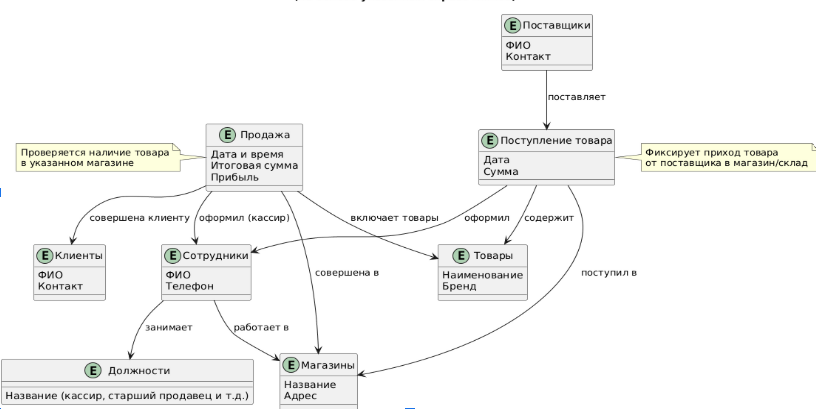 E Поставщики
ФИО
Контакт
поставляет
E Продажа
Дата и время
Итоговая сумма
Прибыль
Проверяется наличие товара
в указанном магазине
E Поступление товара
Дата
Сумма
Фиксирует приход товара
от поставщика в магазин/склад
совершена клиенту
оформил (кассир)
включает товары
оформил
содержит
E Клиенты
ФИО
Контакт
E Сотрудники
ФИО
Телефон
E Товары
Наименование
Бренд
совершена в
поступил в
занимает
работает в
E Должности
Название (кассир, старший продавец и т.д.)
E Магазины
Название
Адрес